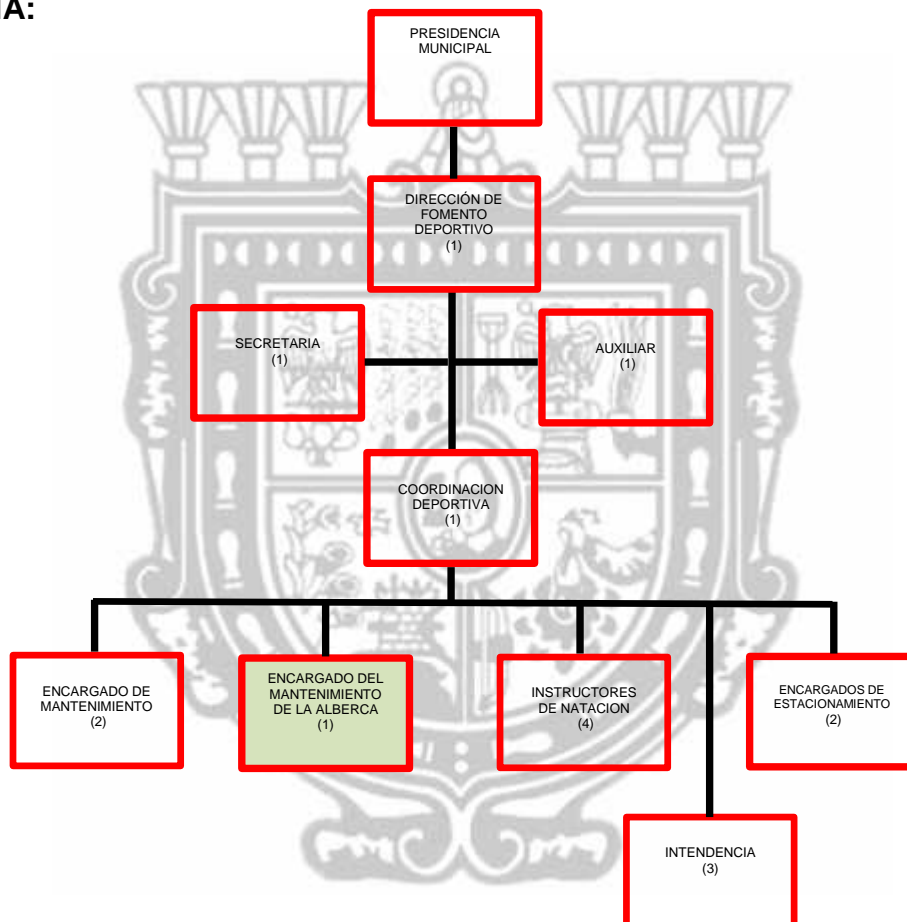 IA:
PRESIDENCIA
MUNICIPAL
DIRECCIÓN DE
FOMENTO
DEPORTIVO
(1)
SECRETARIA
(1)
AUXILIAR
(1)
COORDINACION
DEPORTIVA
(1)
ENCARGADO DE
MANTENIMIENTO
(2)
ENCARGADO DEL
MANTENIMIENTO
DE LA ALBERCA
(1)
INSTRUCTORES
DE NATACION
(4)
ENCARGADOS DE
ESTACIONAMIENTO
(2)
INTENDENCIA
(3)